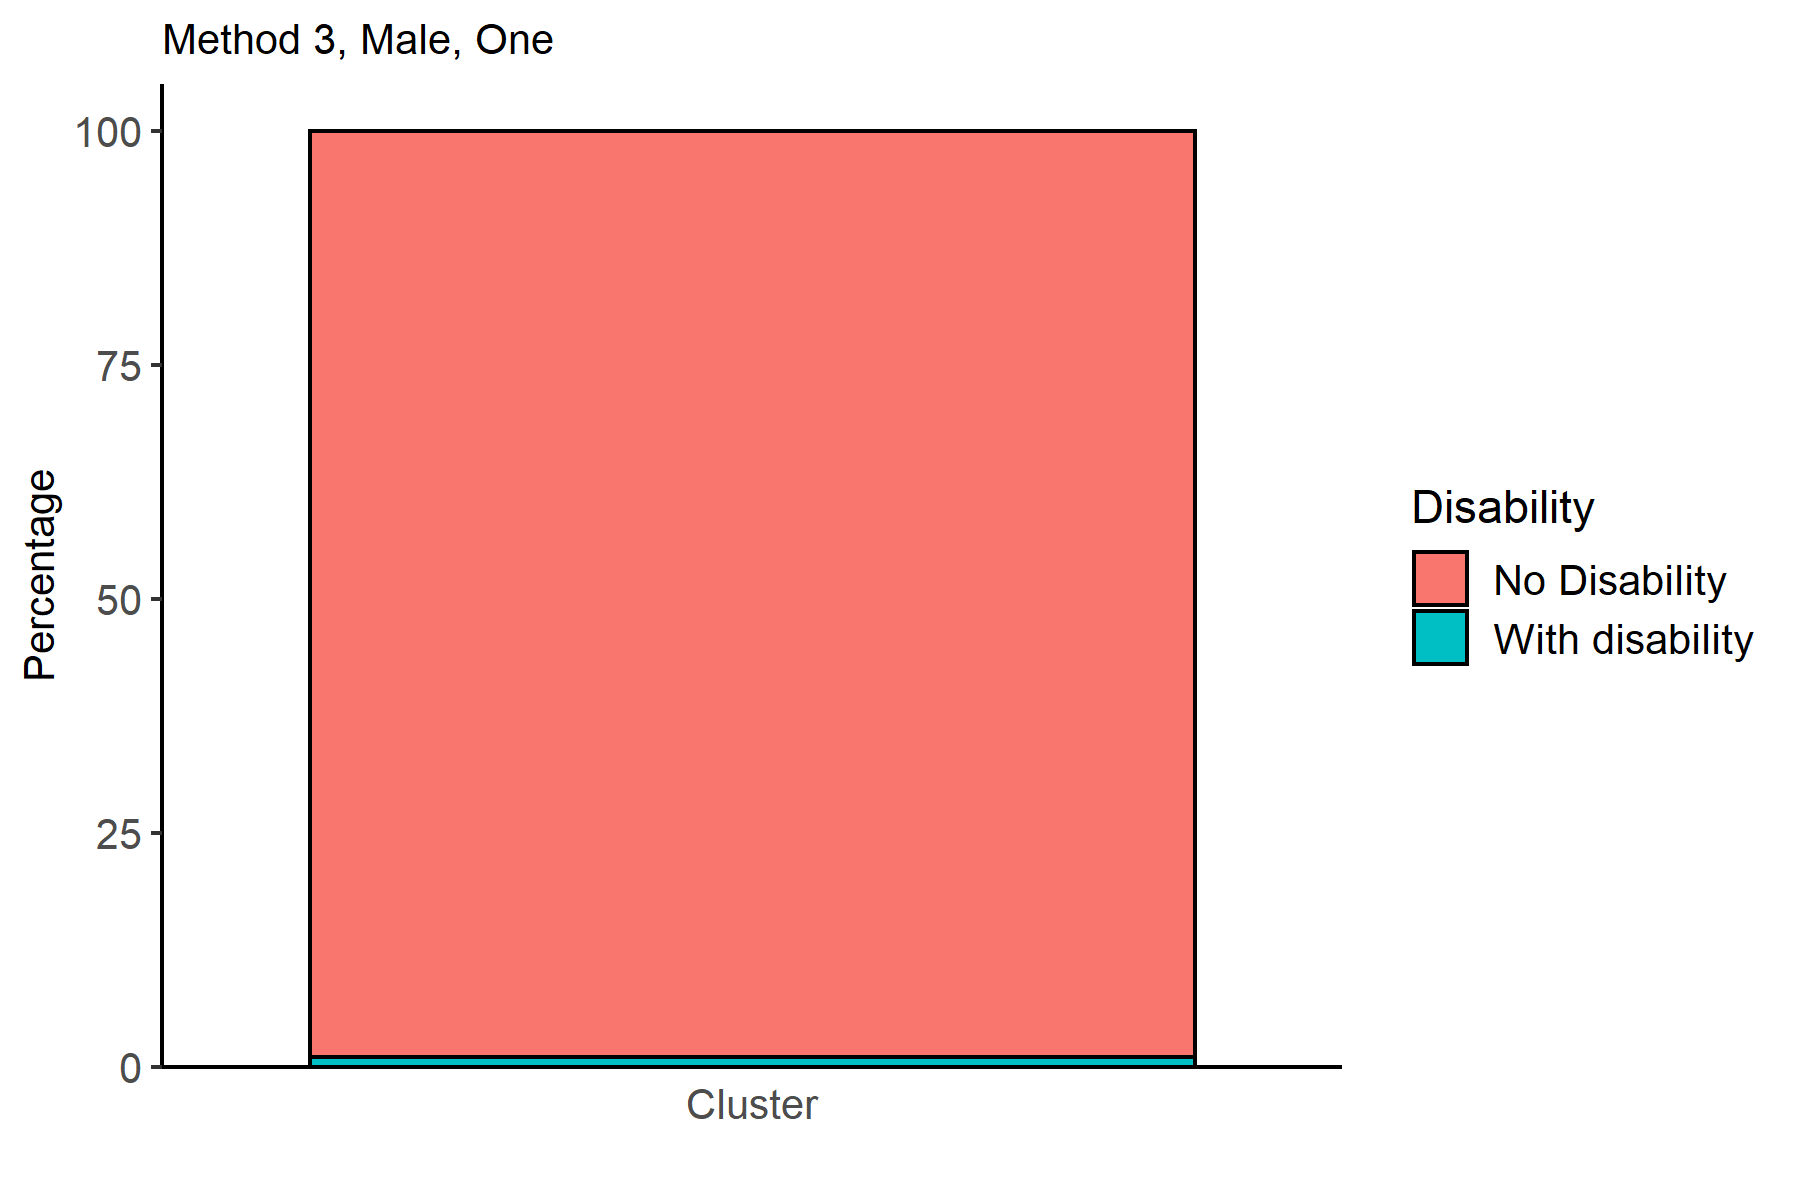 Method 3, Male, One
100
75
50
25
0
Percentage
Cluster
Disability
No Disability
With disability